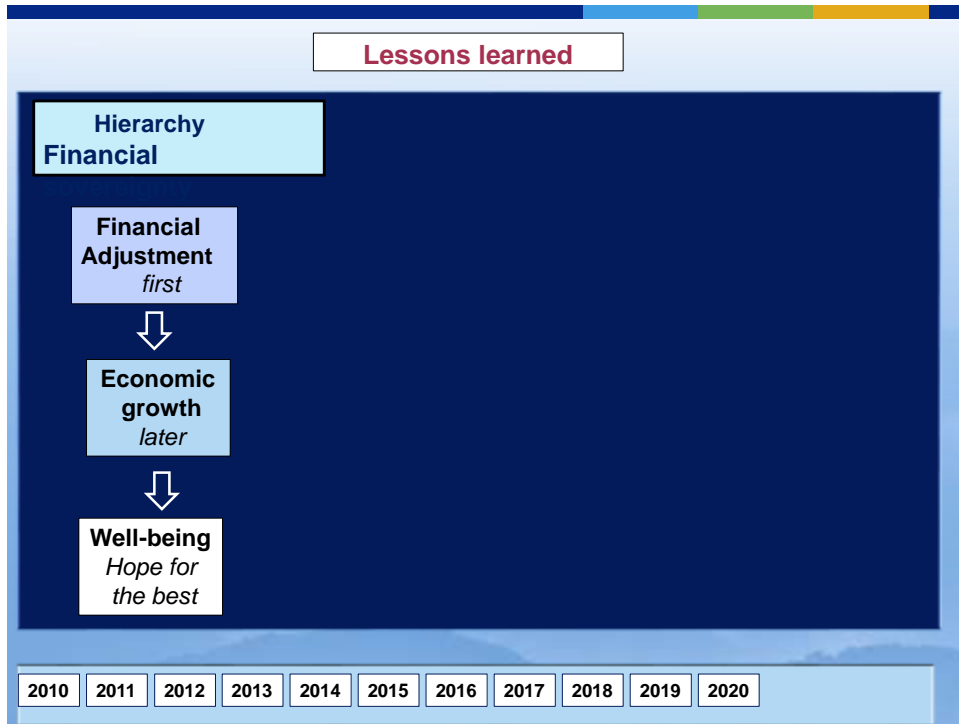 Lessons learned
Hierarchy
Financial
sovereignty
Financial
Adjustment
first
Economic
growth
later
Well-being
Hope for
the best
2010 2011 2012 2013 2014 2015 2016 2017 2018 2019 2020